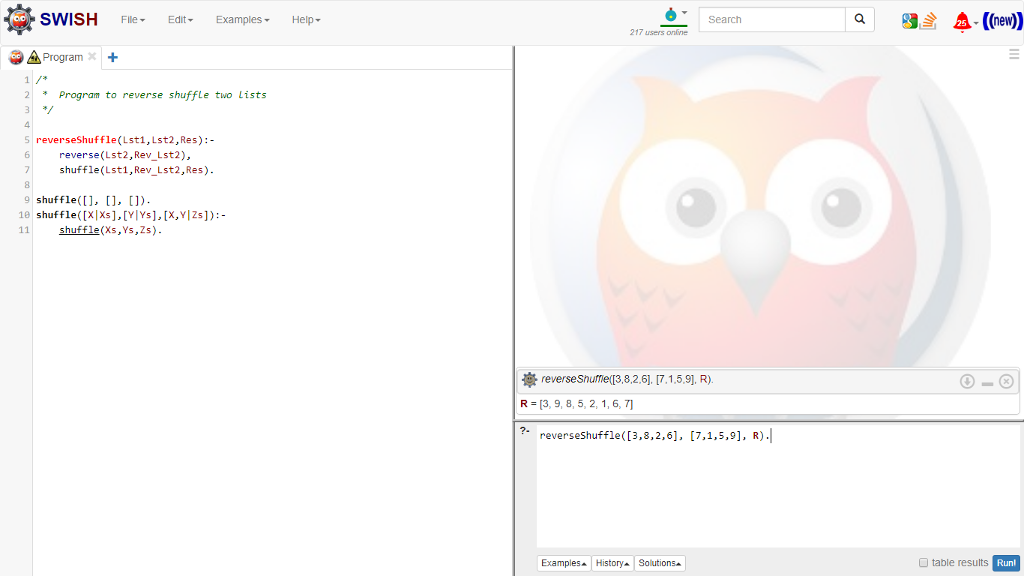 SWISH File Edit Examples Help 217 users online Search 25 ((new))
Program
1 /*
2 * Program to reverse shuffle two lists
3 */
4
5 reverseShuffle(Lst1,Lst2,Res):-
6 reverse(Lst2,Rev_Lst2),
7 shuffle(Lst1,Rev_Lst2,Res).
8
9 shuffle([], [], []).
10 shuffle([X|Xs],[Y|Ys],[X,Y|Zs]):-
11 shuffle(Xs,Ys,Zs).
reverseShuffle([3,8,2,6], [7,1,5,9], R).
R = [3, 9, 8, 5, 2, 1, 6, 7]
?- reverseShuffle([3,8,2,6], [7,1,5,9], R).
Examples History Solutions table results Run!